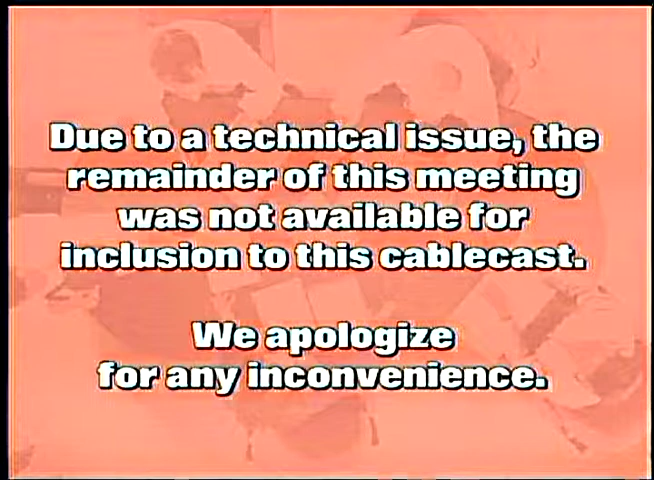 Due to a technical issue, the
remainder of this meeting
was not available for
inclusion to this cablecast.
We apologize
for any inconvenience.